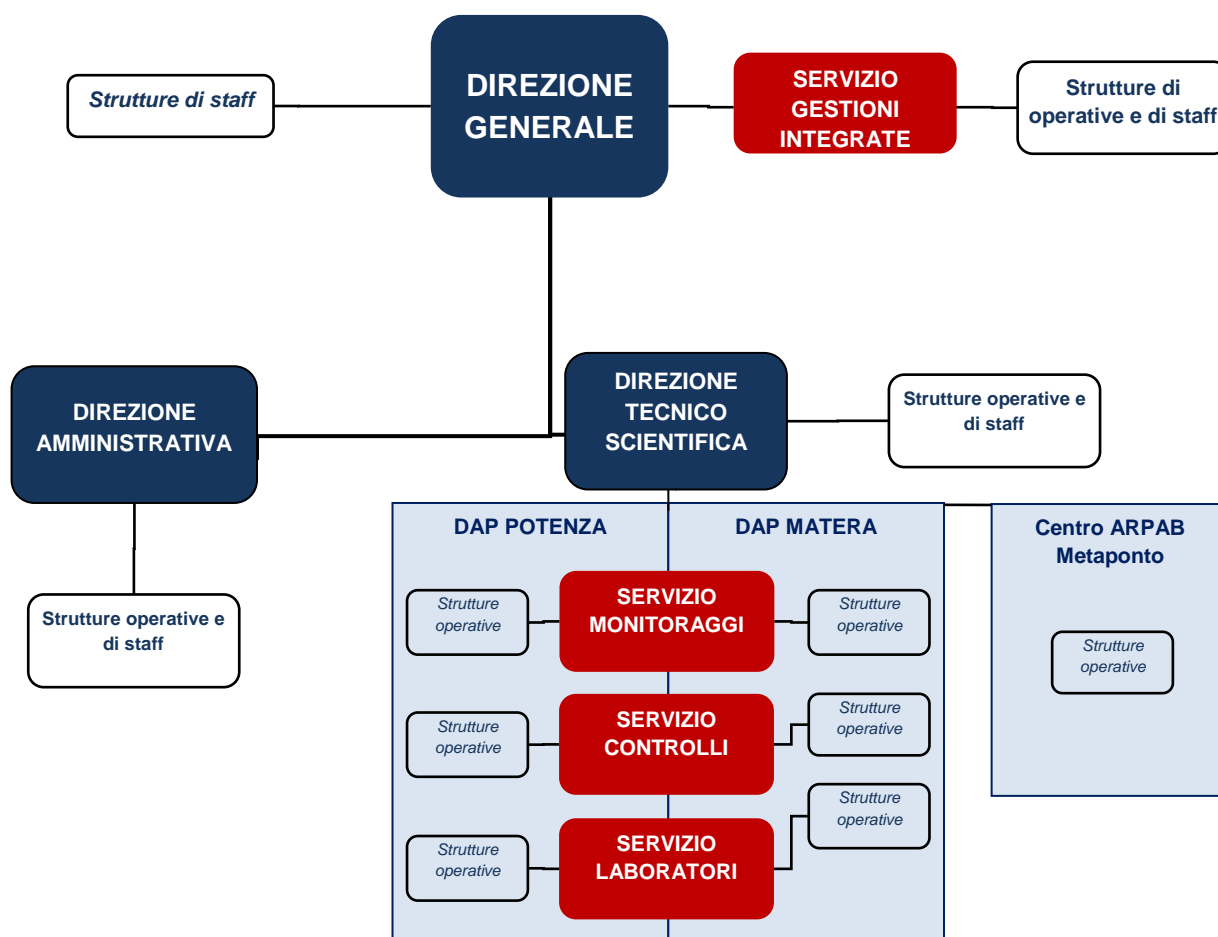 Strutture di staff
DIREZIONE
GENERALE
SERVIZIO
GESTIONI
INTEGRATE
Strutture di
operative e di staff
DIREZIONE
AMMINISTRATIVA
DIREZIONE
TECNICO
SCIENTIFICA
Strutture operative e
di staff
Strutture operative e
di staff
DAP POTENZA
DAP MATERA
Centro ARPAB
Metaponto
Strutture
operative
SERVIZIO
MONITORAGGI
Strutture
operative
Strutture
operative
Strutture
operative
SERVIZIO
CONTROLLI
Strutture
operative
Strutture
operative
SERVIZIO
LABORATORI
Strutture
operative